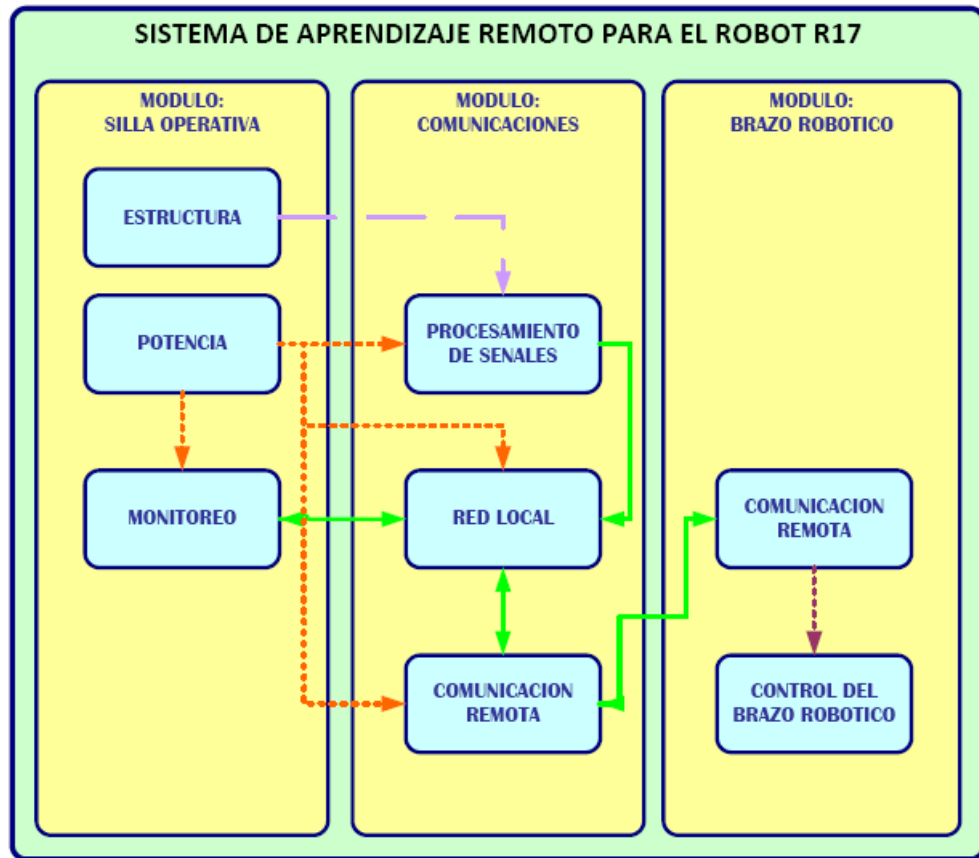 SISTEMA DE APRENDIZAJE REMOTO PARA EL ROBOT R17
MODULO:
SILLA OPERATIVA
ESTRUCTURA
POTENCIA
MONITOREO
MODULO:
COMUNICACIONES
PROCESAMIENTO
DE SENALES
RED LOCAL
COMUNICACION
REMOTA
MODULO:
BRAZO ROBOTICO
COMUNICACION
REMOTA
CONTROL DEL
BRAZO ROBOTICO